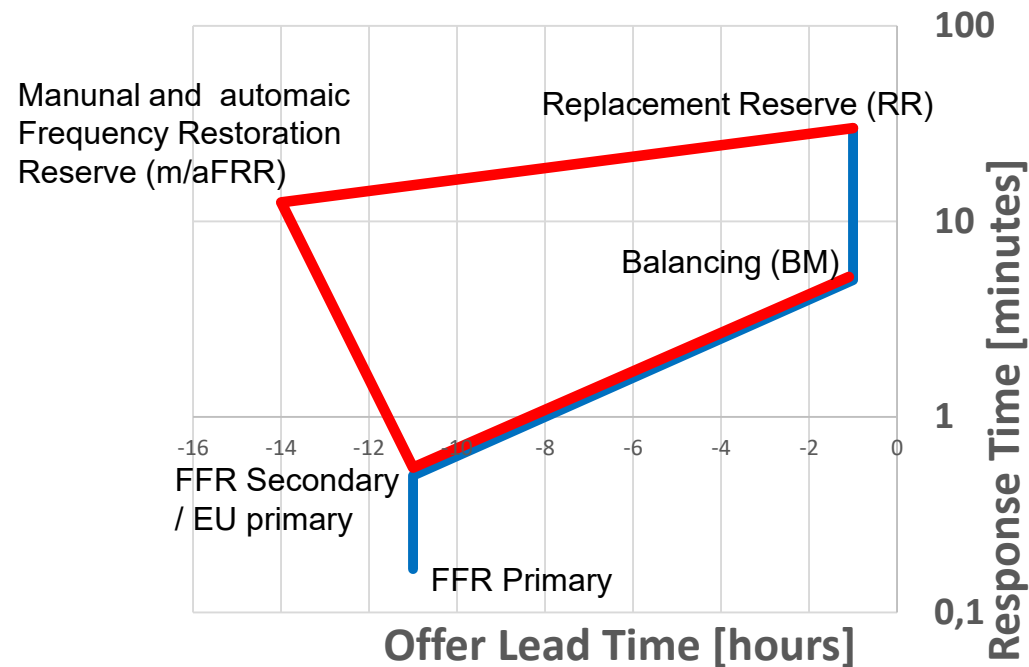 100
Manunal and  automaic
Frequency Restoration
Reserve (m/aFRR)
Replacement Reserve (RR)
10
Balancing (BM)
1
-16 -14 -12 -10 -8 -6 -4 -2 0
FFR Secondary
/ EU primary
FFR Primary
0,1
Offer Lead Time [hours]
Response Time [minutes]